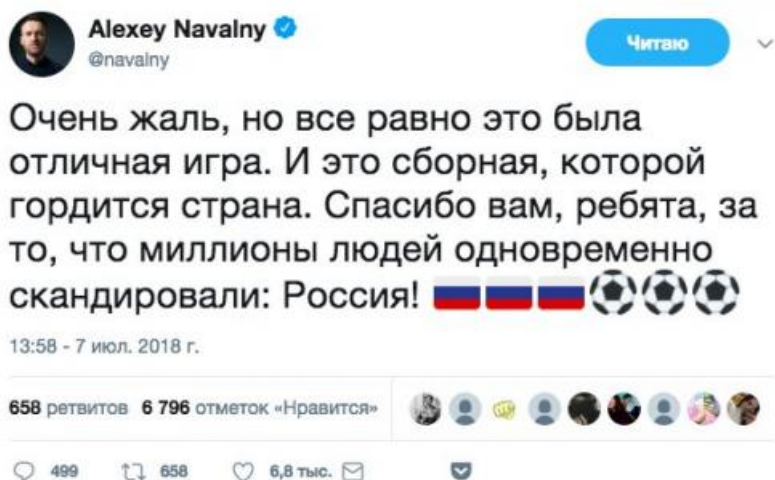 Alexey Navalny
@navalny
Читаю
Очень жаль, но все равно это была
отличная игра. И это сборная, которой
гордится страна. Спасибо вам, ребята, за
то, что миллионы людей одновременно
скандировали: Россия! 🇷🇺🇷🇺🇷🇺⚽⚽⚽
13:58 - 7 июл. 2018 г.
658 ретвитов 6 796 отметок «Нравится»
499 658 6,8 тыс.